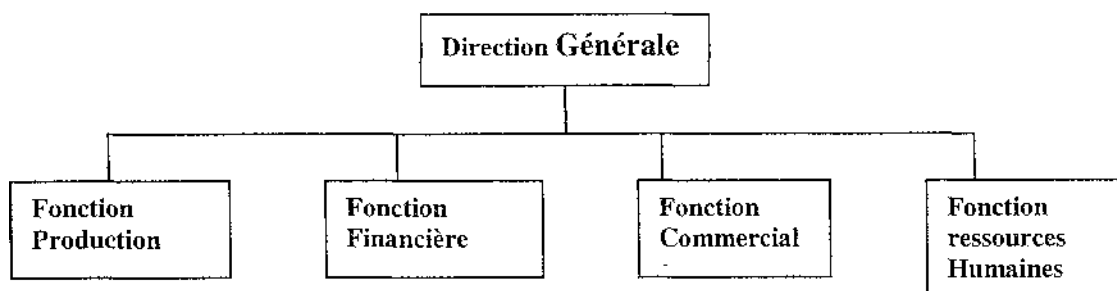 Direction Générale
Fonction
Production
Fonction
Financière
Fonction
Commercial
Fonction
ressources
Humaines